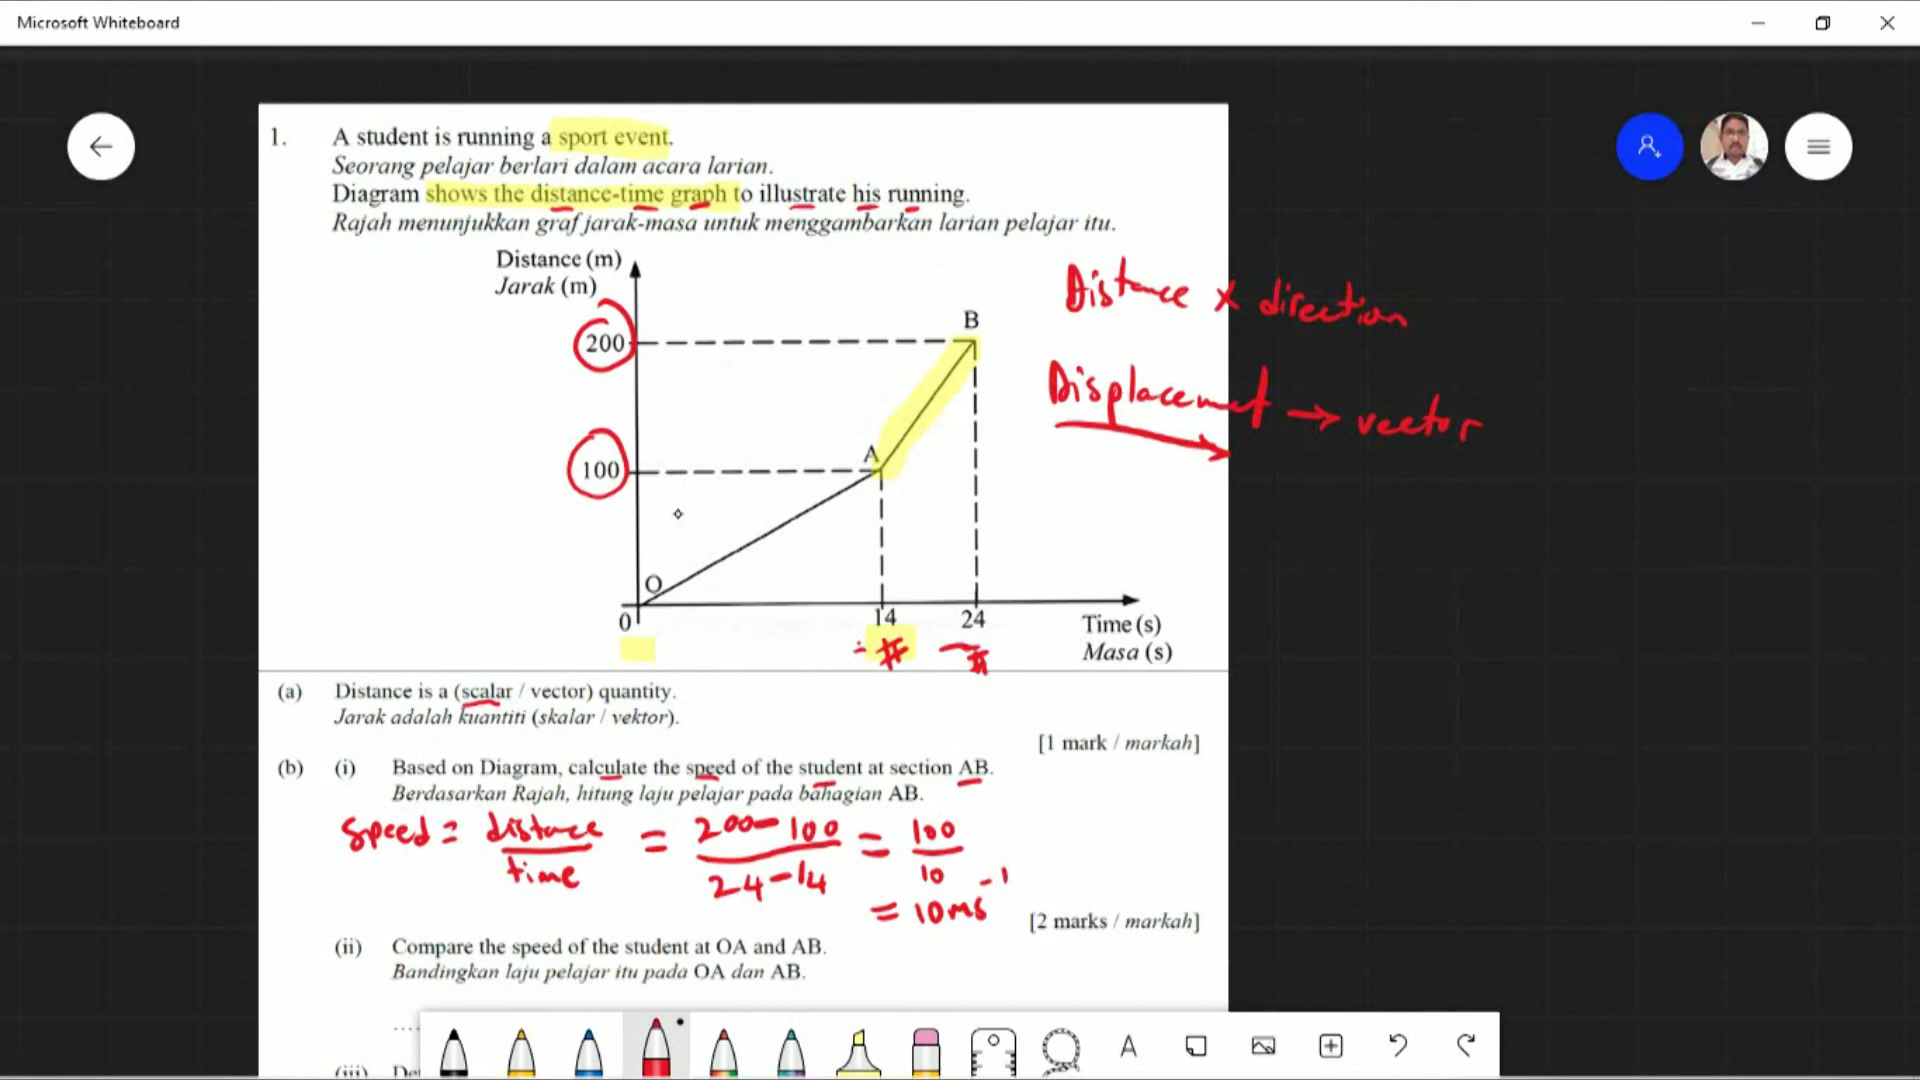 Microsoft Whiteboard
1. A student is running a sport event.
Seorang pelajar berlari dalam acara larian.
Diagram shows the distance-time graph to illustrate his running.
Rajah menunjukkan graf jarak-masa untuk menggambarkan larian pelajar itu.
Distance (m)
Jarak (m)
200
100
B
A
O
0
14
24
Time (s)
Masa (s)
Distance × direction
Displacemet → vector
(a) Distance is a (scalar / vector) quantity.
Jarak adalah kuantiti (skalar / vektor).
[1 mark / markah]
(b) (i) Based on Diagram, calculate the speed of the student at section AB.
Berdasarkan Rajah, hitung laju pelajar pada bahagian AB.
Speed = distance / time = 200-100 / 24-14 = 100 / 10
= 10 ms⁻¹
[2 marks / markah]
(ii) Compare the speed of the student at OA and AB.
Bandingkan laju pelajar itu pada OA dan AB.
(iii) De